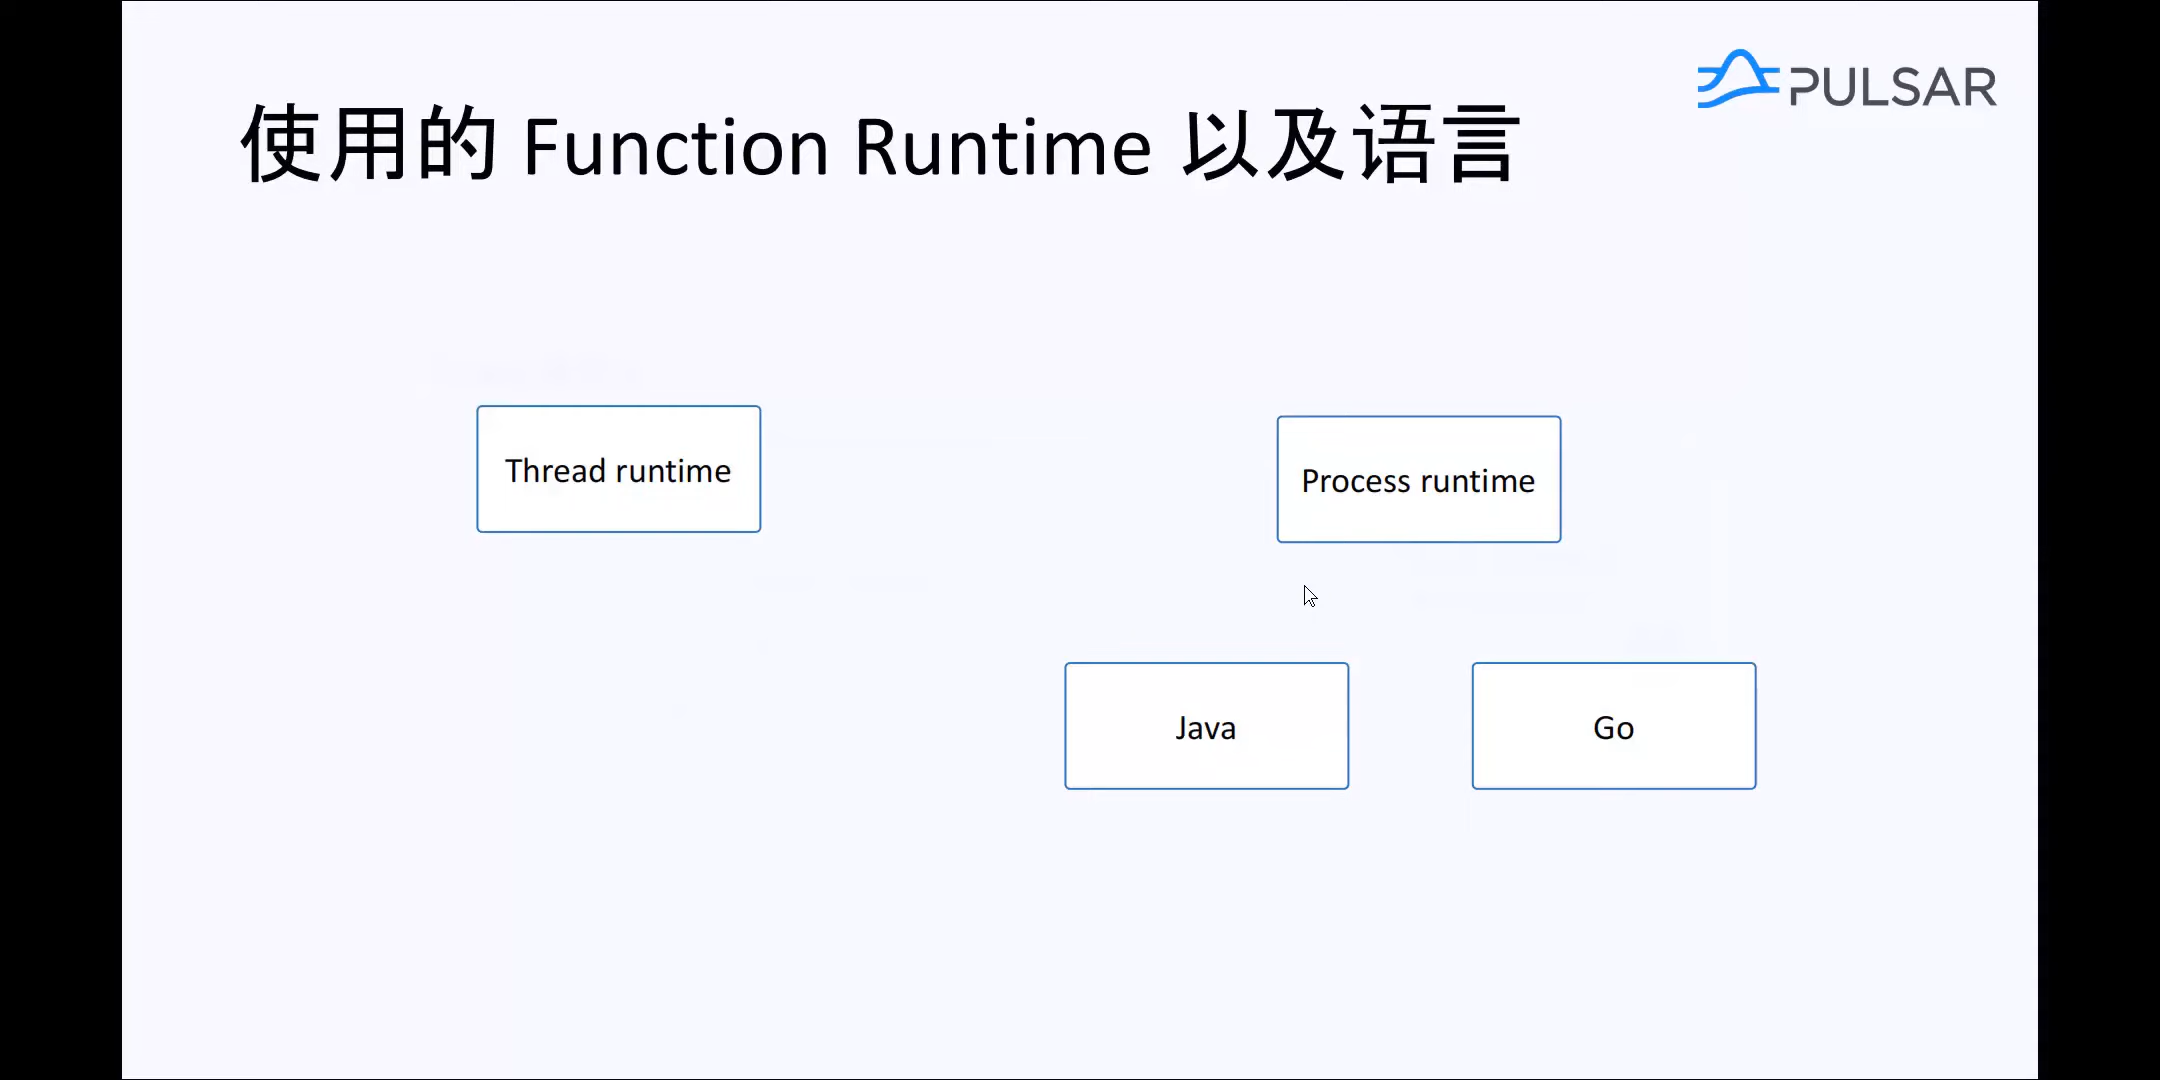 PULSAR
使用的 Function Runtime 以及语言
Thread runtime
Process runtime
Java
Go